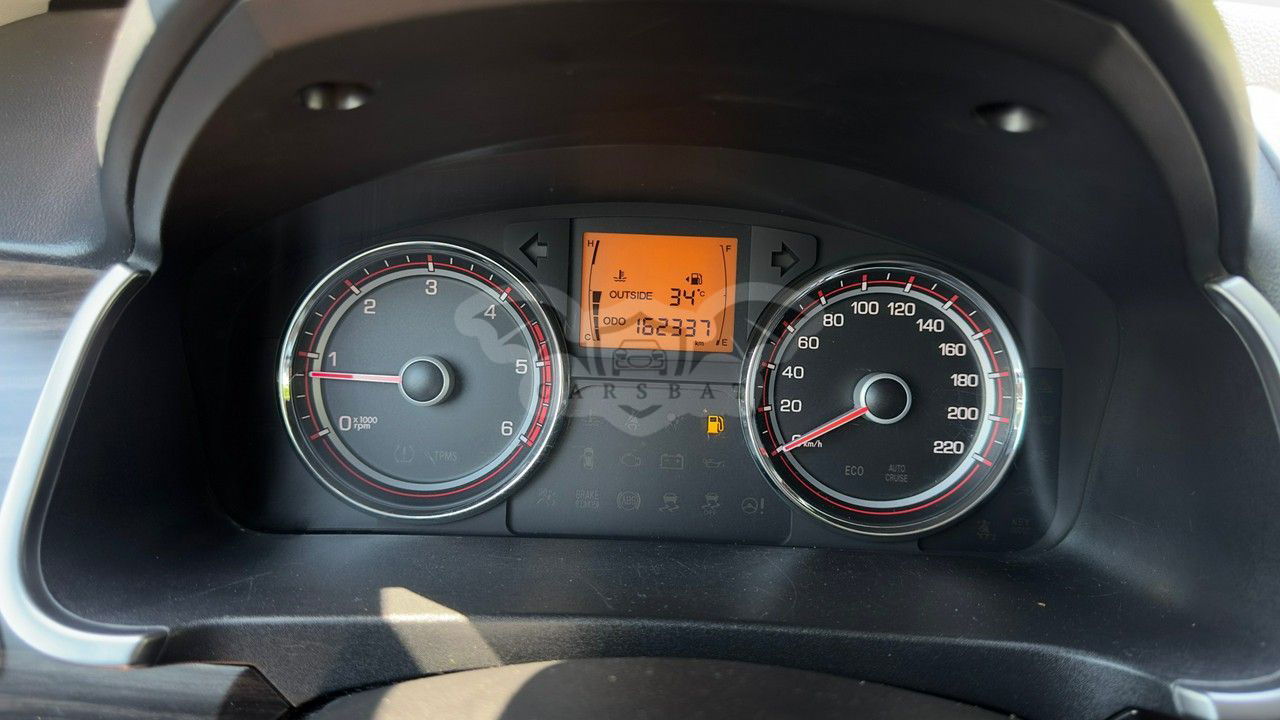 H F
OUTSIDE 34°C
ODO 162337
km
C E
0 1 2 3 4 5 6
x1000
rpm
TPMS
0 20 40 60 80 100 120 140 160 180 200 220
km/h
ECO
AUTO
CRUISE
CARSBAT
BRAKE